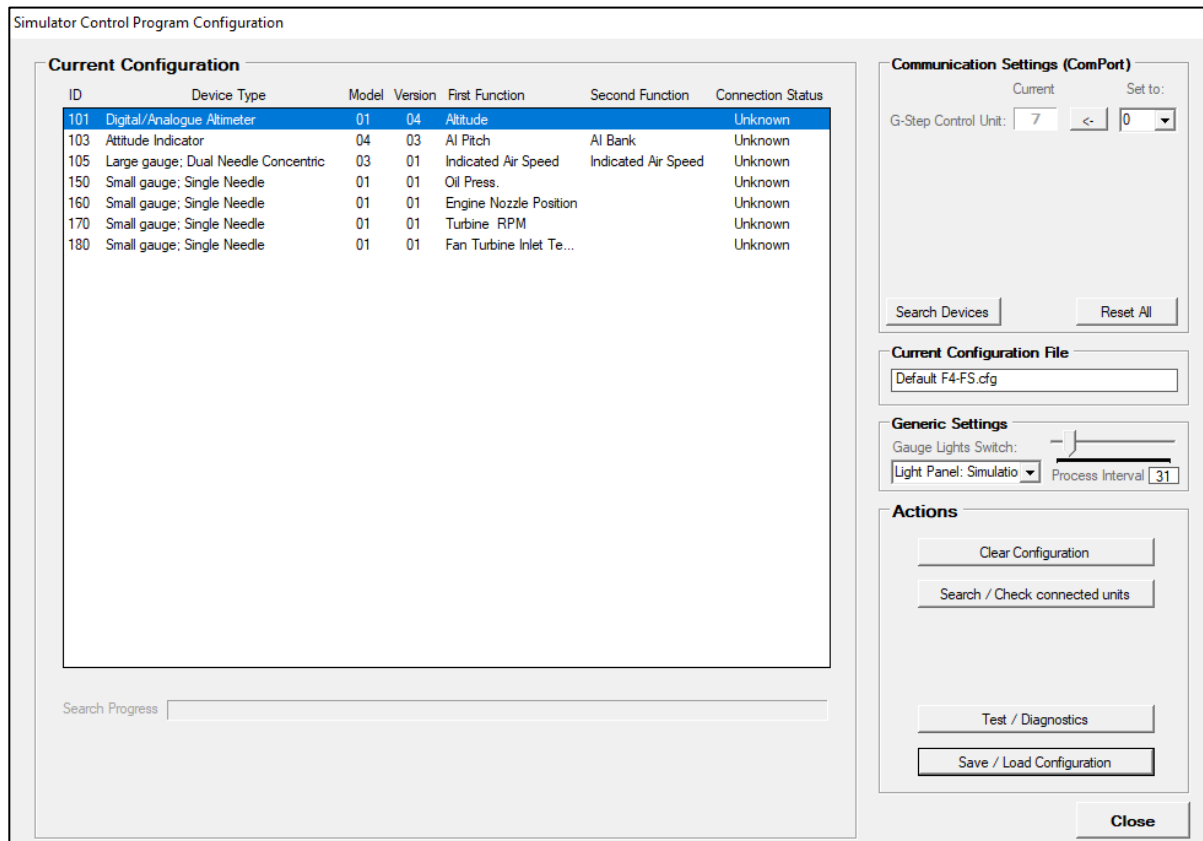 Simulator Control Program Configuration
Current Configuration
ID Device Type Model Version First Function Second Function Connection Status
101 Digital/Analogue Altimeter 01 04 Altitude Unknown
103 Attitude Indicator 04 03 AI Pitch AI Bank Unknown
105 Large gauge; Dual Needle Concentric 03 01 Indicated Air Speed Indicated Air Speed Unknown
150 Small gauge; Single Needle 01 01 Oil Press. Unknown
160 Small gauge; Single Needle 01 01 Engine Nozzle Position Unknown
170 Small gauge; Single Needle 01 01 Turbine RPM Unknown
180 Small gauge; Single Needle 01 01 Fan Turbine Inlet Te... Unknown
Search Progress
Communication Settings (ComPort)
Current Set to:
G-Step Control Unit: 7 <- 0
Search Devices Reset All
Current Configuration File
Default F4-FS.cfg
Generic Settings
Gauge Lights Switch:
Light Panel: Simulatio Process Interval 31
Actions
Clear Configuration
Search / Check connected units
Test / Diagnostics
Save / Load Configuration
Close